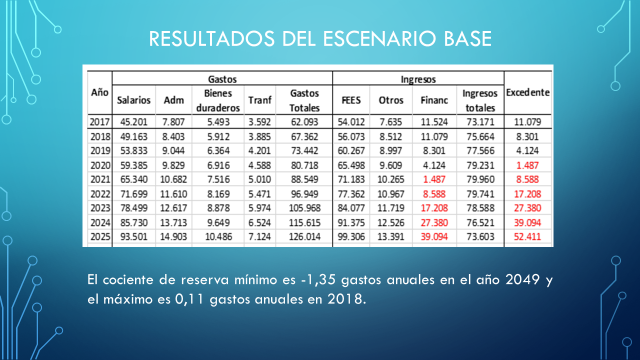 RESULTADOS DEL ESCENARIO BASE
Gastos Ingresos
Año Salarios Adm Bienes duraderos Tranf Gastos Totales FEES Otros Financ Ingresos totales Excedente
2017 45.201 7.807 5.493 3.592 62.093 54.012 7.635 11.524 73.171 11.079
2018 49.163 8.403 5.912 3.885 67.362 56.073 8.512 11.079 75.664 8.301
2019 53.833 9.044 6.364 4.201 73.442 60.267 8.997 8.301 77.566 4.124
2020 59.385 9.829 6.916 4.588 80.718 65.498 9.609 4.124 79.231 1.487
2021 65.340 10.682 7.516 5.010 88.549 71.183 10.265 1.487 79.960 8.588
2022 71.699 11.610 8.169 5.471 96.949 77.362 10.967 8.588 79.741 17.208
2023 78.499 12.617 8.878 5.974 105.968 84.077 11.719 17.208 78.588 27.380
2024 85.730 13.713 9.649 6.524 115.615 91.375 12.526 27.380 76.521 39.094
2025 93.501 14.903 10.486 7.124 126.014 99.306 13.391 39.094 73.603 52.411
El cociente de reserva mínimo es -1,35 gastos anuales en el año 2049 y
el máximo es 0,11 gastos anuales en 2018.